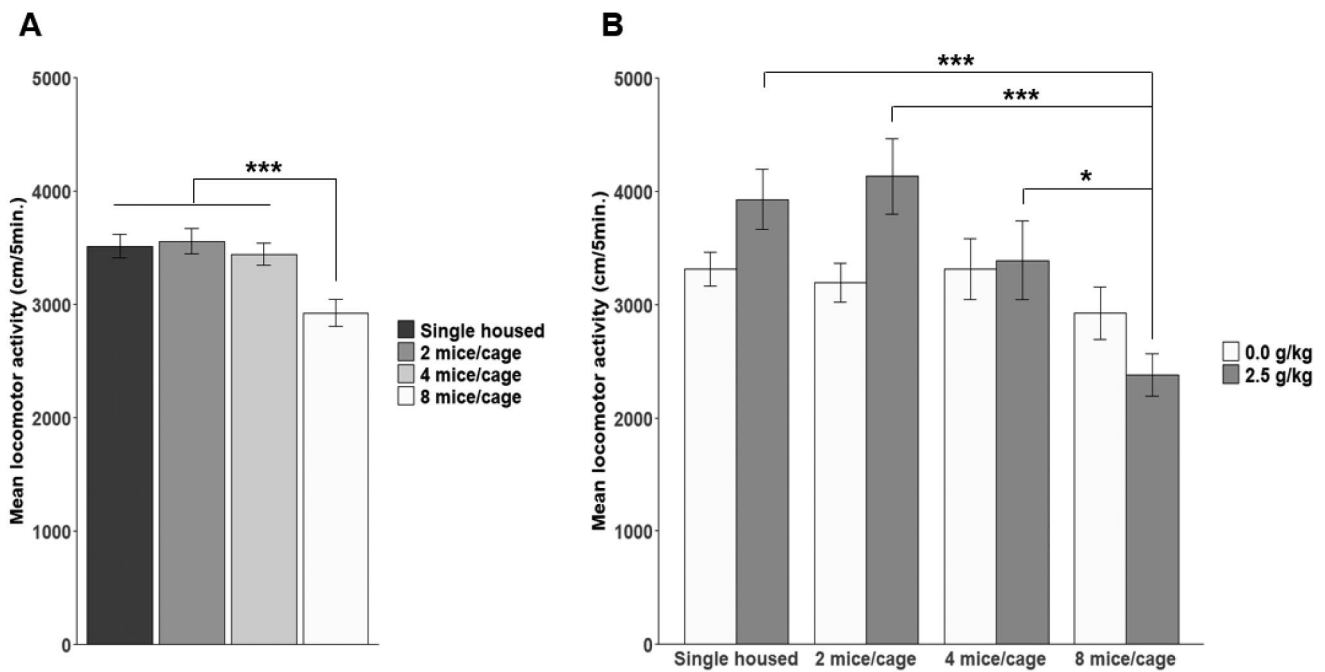 A
Mean locomotor activity (cm/5min.)
5000
4000
3000
2000
1000
0
***
Single housed
2 mice/cage
4 mice/cage
8 mice/cage
B
Mean locomotor activity (cm/5min.)
5000
4000
3000
2000
1000
0
***
***
*
0.0 g/kg
2.5 g/kg
Single housed 2 mice/cage 4 mice/cage 8 mice/cage